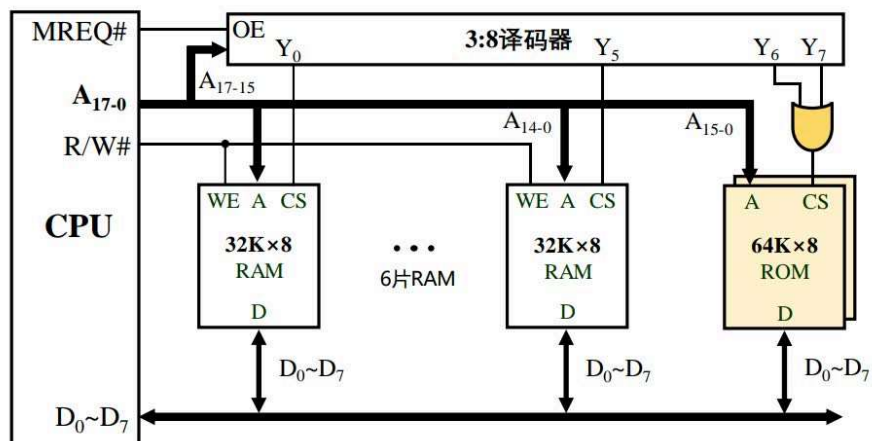 MREQ#
OE
3:8译码器
Y0
Y5
Y6
Y7
A17-15
A17-0
A14-0
A15-0
R/W#
CPU
WE A CS
32K×8
RAM
D
•••
6片RAM
WE A CS
32K×8
RAM
D
A CS
64K×8
ROM
D
D0~D7
D0~D7
D0~D7
D0~D7